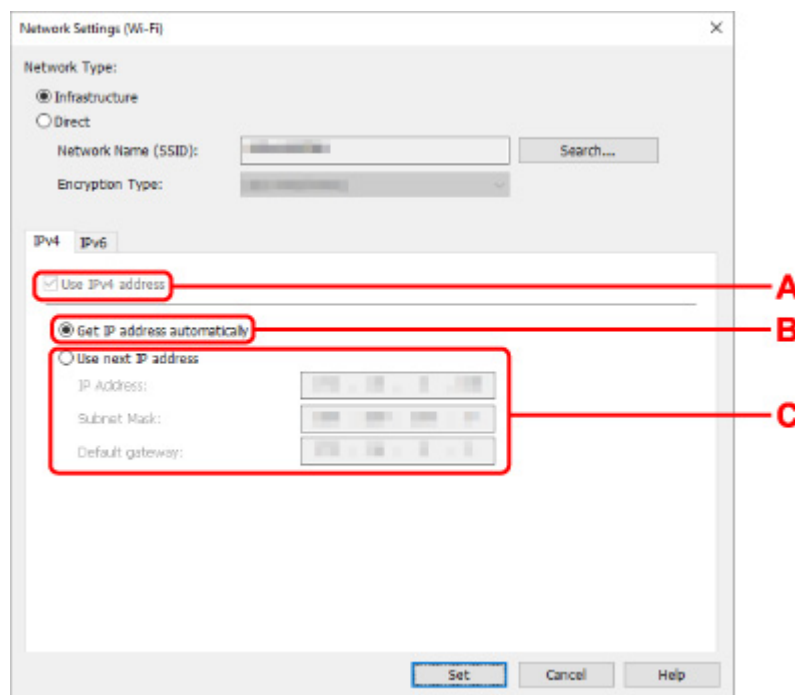 Network Settings (Wi-Fi)
Network Type:
Infrastructure
Direct
Network Name (SSID):
Search...
Encryption Type:
IPv4 IPv6
Use IPv4 address
A
Get IP address automatically
B
Use next IP address
IP Address:
Subnet Mask:
C
Default gateway:
Set Cancel Help